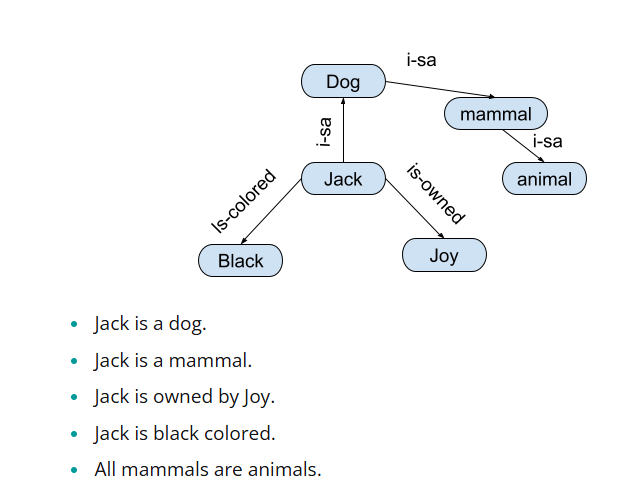 i-sa
Dog
mammal
i-sa
i-sa
Jack
animal
Is-colored
is-owned
Black
Joy
• Jack is a dog.
• Jack is a mammal.
• Jack is owned by Joy.
• Jack is black colored.
• All mammals are animals.